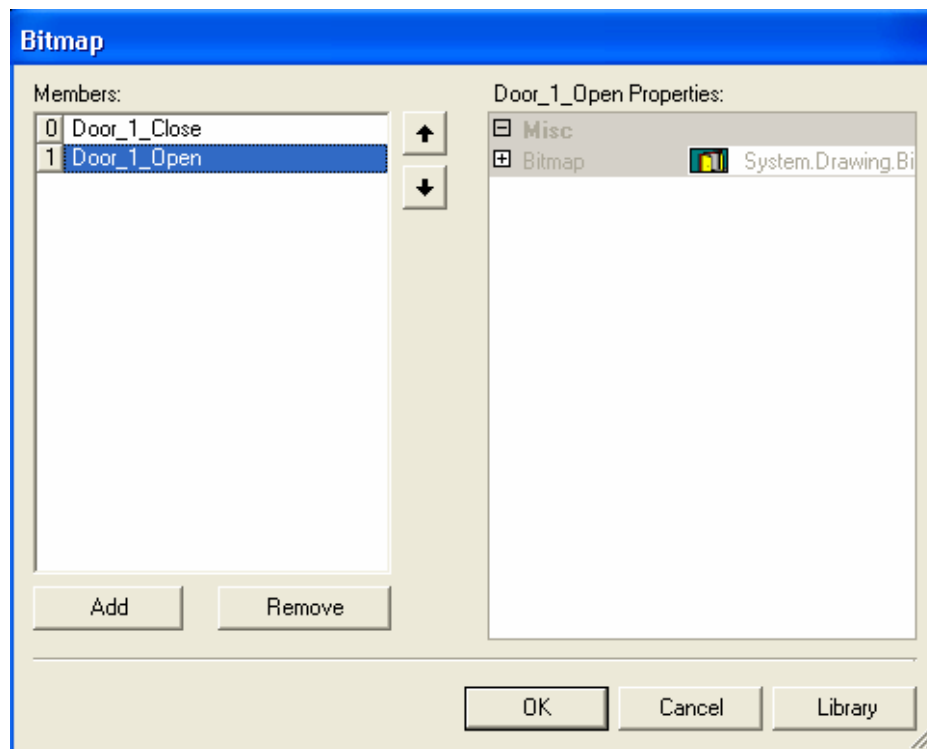 Bitmap
Members:
Door_1_Open Properties:
0 Door_1_Close
1 Door_1_Open
Misc
Bitmap System.Drawing.Bi
Add Remove
OK Cancel Library